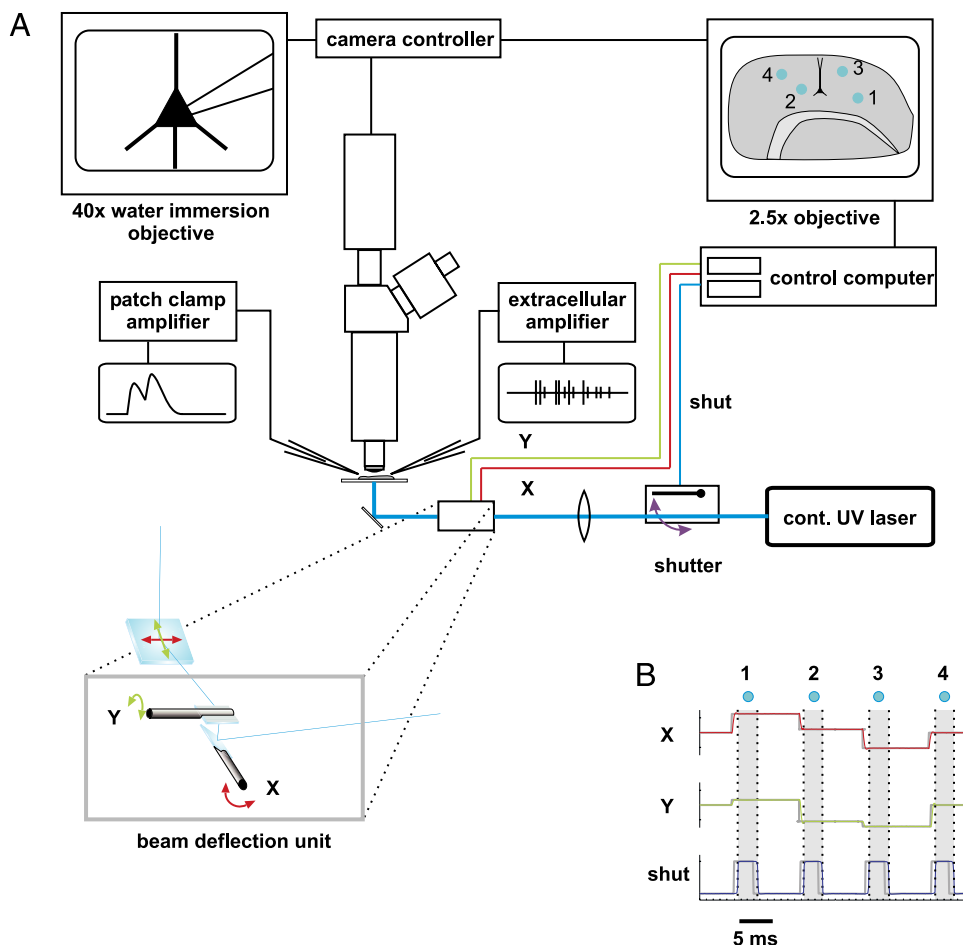 A
camera controller
3
4
2
1
40x water immersion
objective
2.5x objective
control computer
patch clamp
amplifier
extracellular
amplifier
shut
Y
X
cont. UV laser
shutter
Y
X
beam deflection unit
B
1 2 3 4
X
Y
shut
5 ms